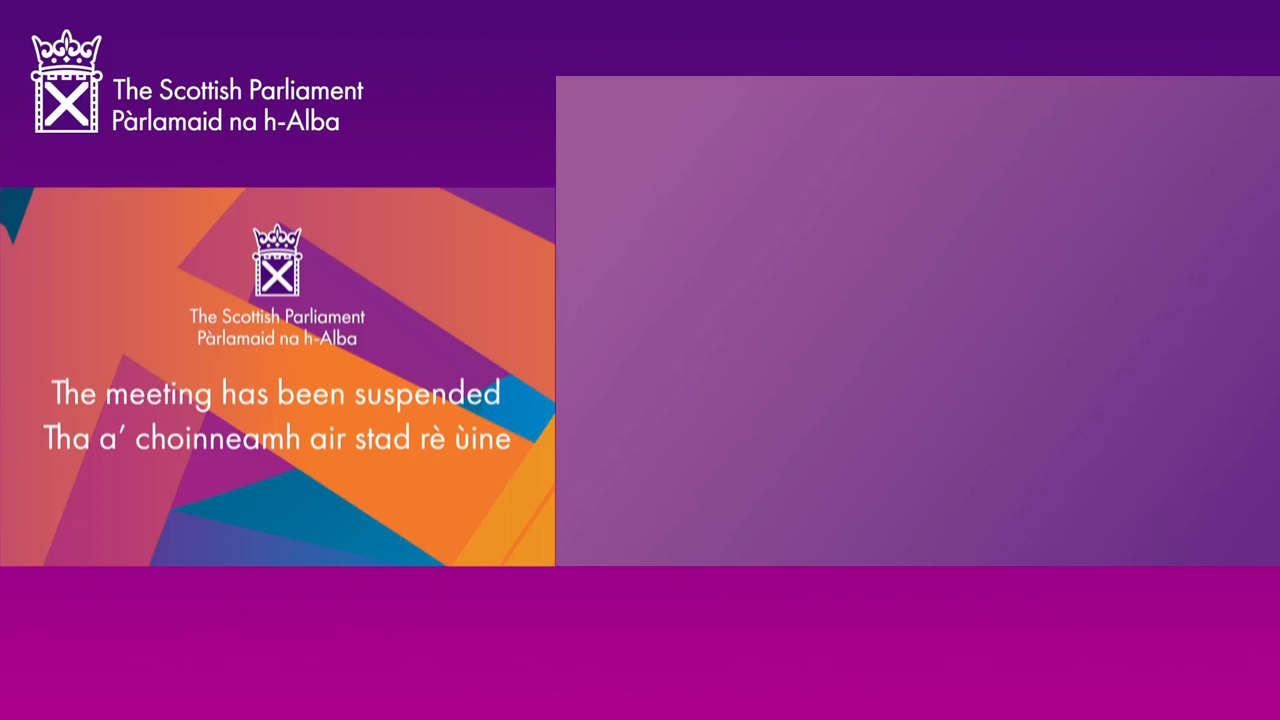 The Scottish Parliament
Pàrlamaid na h-Alba
The Scottish Parliament
Pàrlamaid na h-Alba
The meeting has been suspended
Tha a’ choinneamh air stad rè ùine